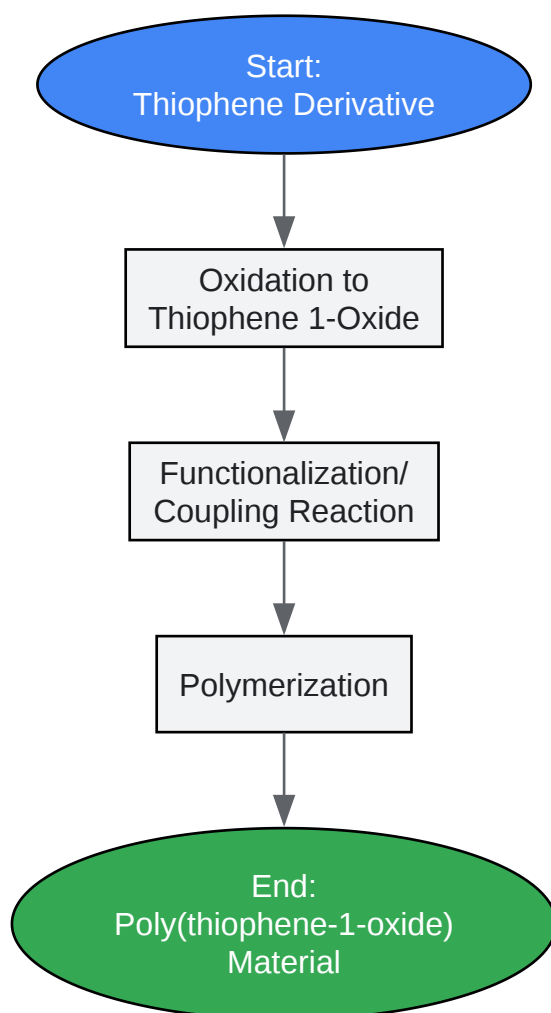 Start:
Thiophene Derivative
Oxidation to
Thiophene 1-Oxide
Functionalization/
Coupling Reaction
Polymerization
End:
Poly(thiophene-1-oxide)
Material